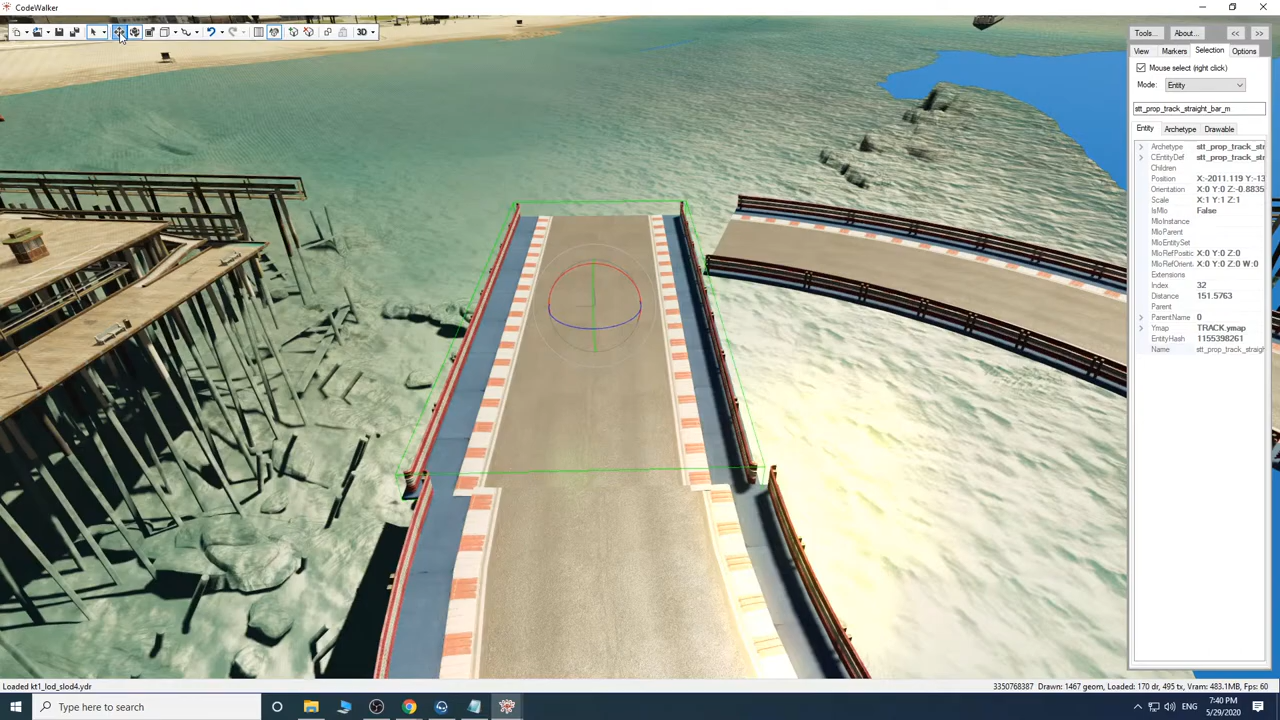 CodeWalker
3D
Tools...
About...
<<
>>
View
Markers
Selection
Options
Mouse select (right click)
Mode:
Entity
stt_prop_track_straight_bar_m
Entity
Archetype
Drawable
Archetype stt_prop_track_str
CEntityDef stt_prop_track_str
Children
Position X:-2011.119 Y:-13
Orientation X:0 Y:0 Z:-0.8835
Scale X:1 Y:1 Z:1
IsMlo False
MloInstance
MloParent
MloEntitySet
MloRefPositic X:0 Y:0 Z:0
MloRefOrient X:0 Y:0 Z:0 W:0
Extensions
Index 32
Distance 151.5763
Parent
ParentName 0
Ymap TRACK.ymap
EntityHash 1155398261
Name stt_prop_track_straigh
Loaded kt1_lod_slod4.ydr
3350768387 Drawn: 1467 geom, Loaded: 170 dr, 495 tx, Vram: 483.1MB, Fps: 60
Type here to search
ENG
7:40 PM
5/29/2020